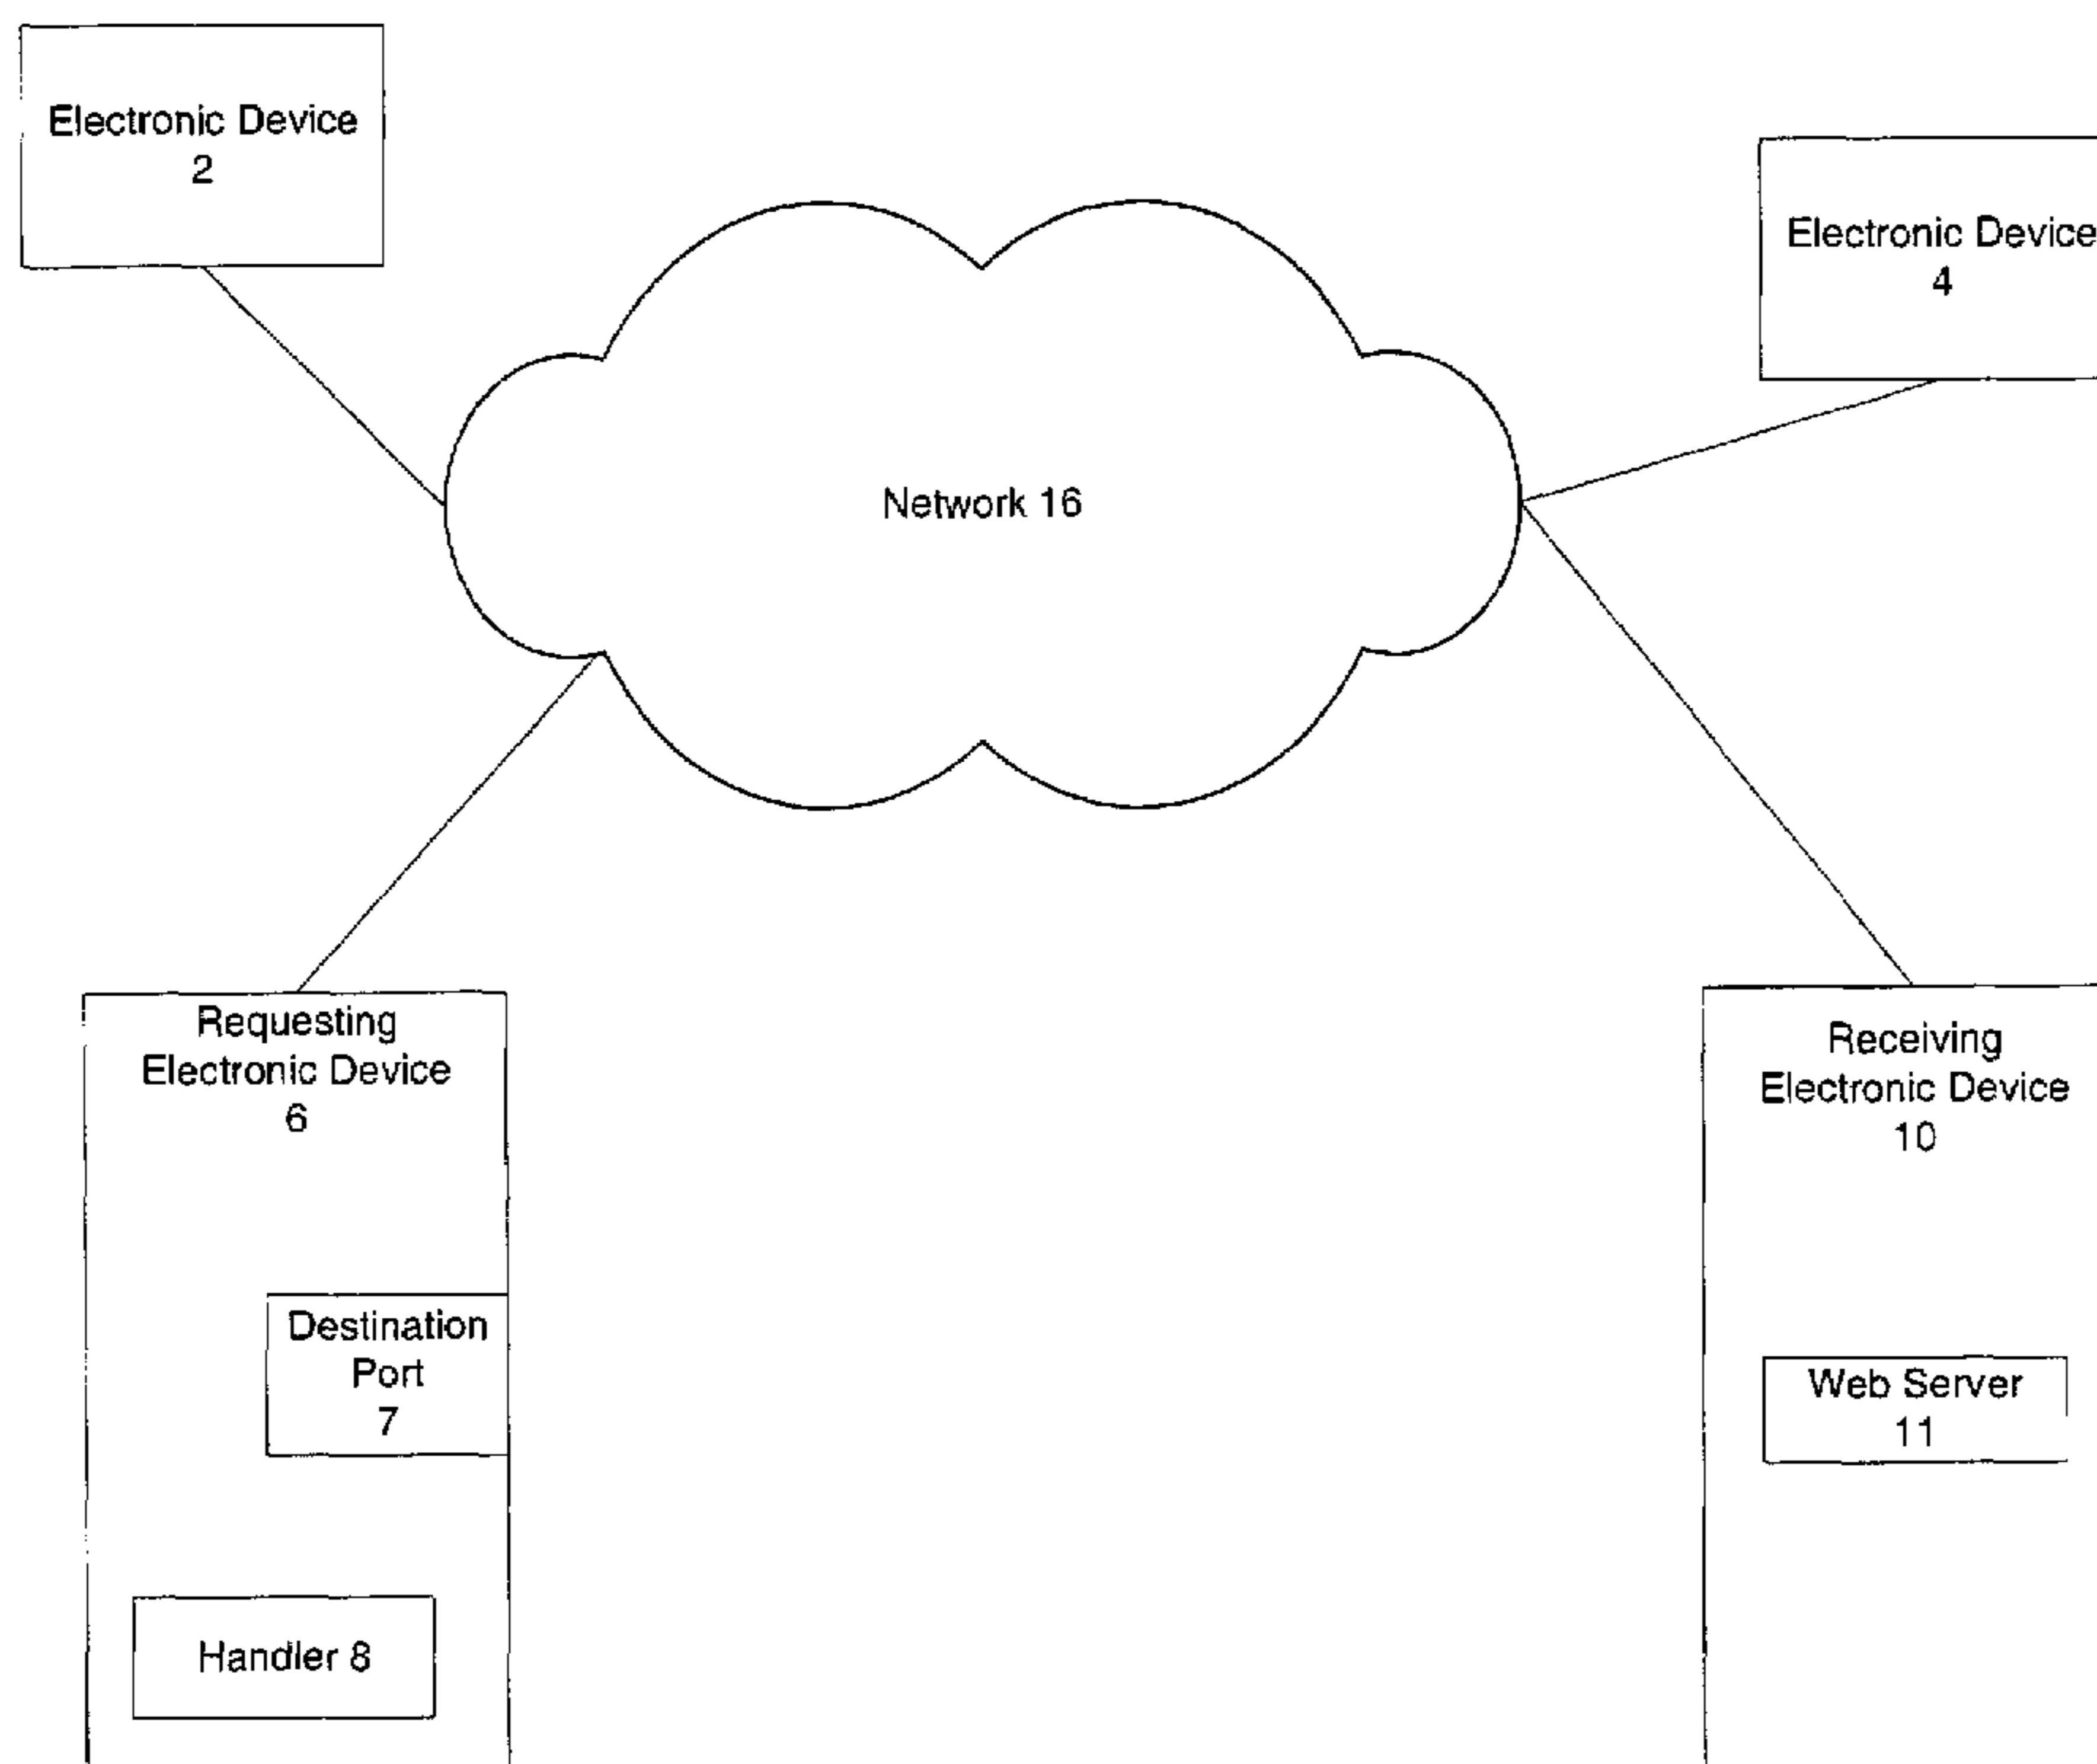 Electronic Device
2
Electronic Device
4
Network 16
Requesting
Electronic Device
6
Receiving
Electronic Device
10
Destination
Port
7
Web Server
11
Handler 8